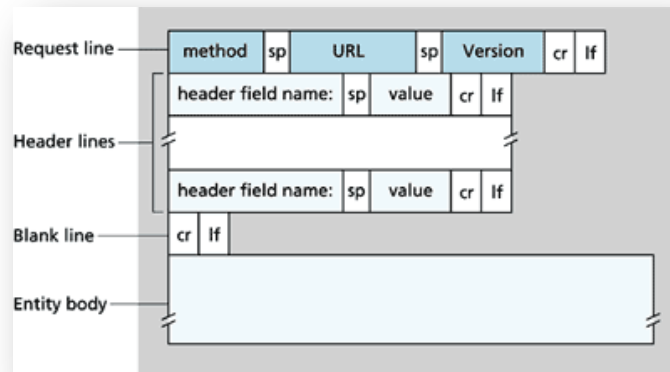 Request line method sp URL sp Version cr lf
header field name: sp value cr lf
Header lines
header field name: sp value cr lf
Blank line cr lf
Entity body